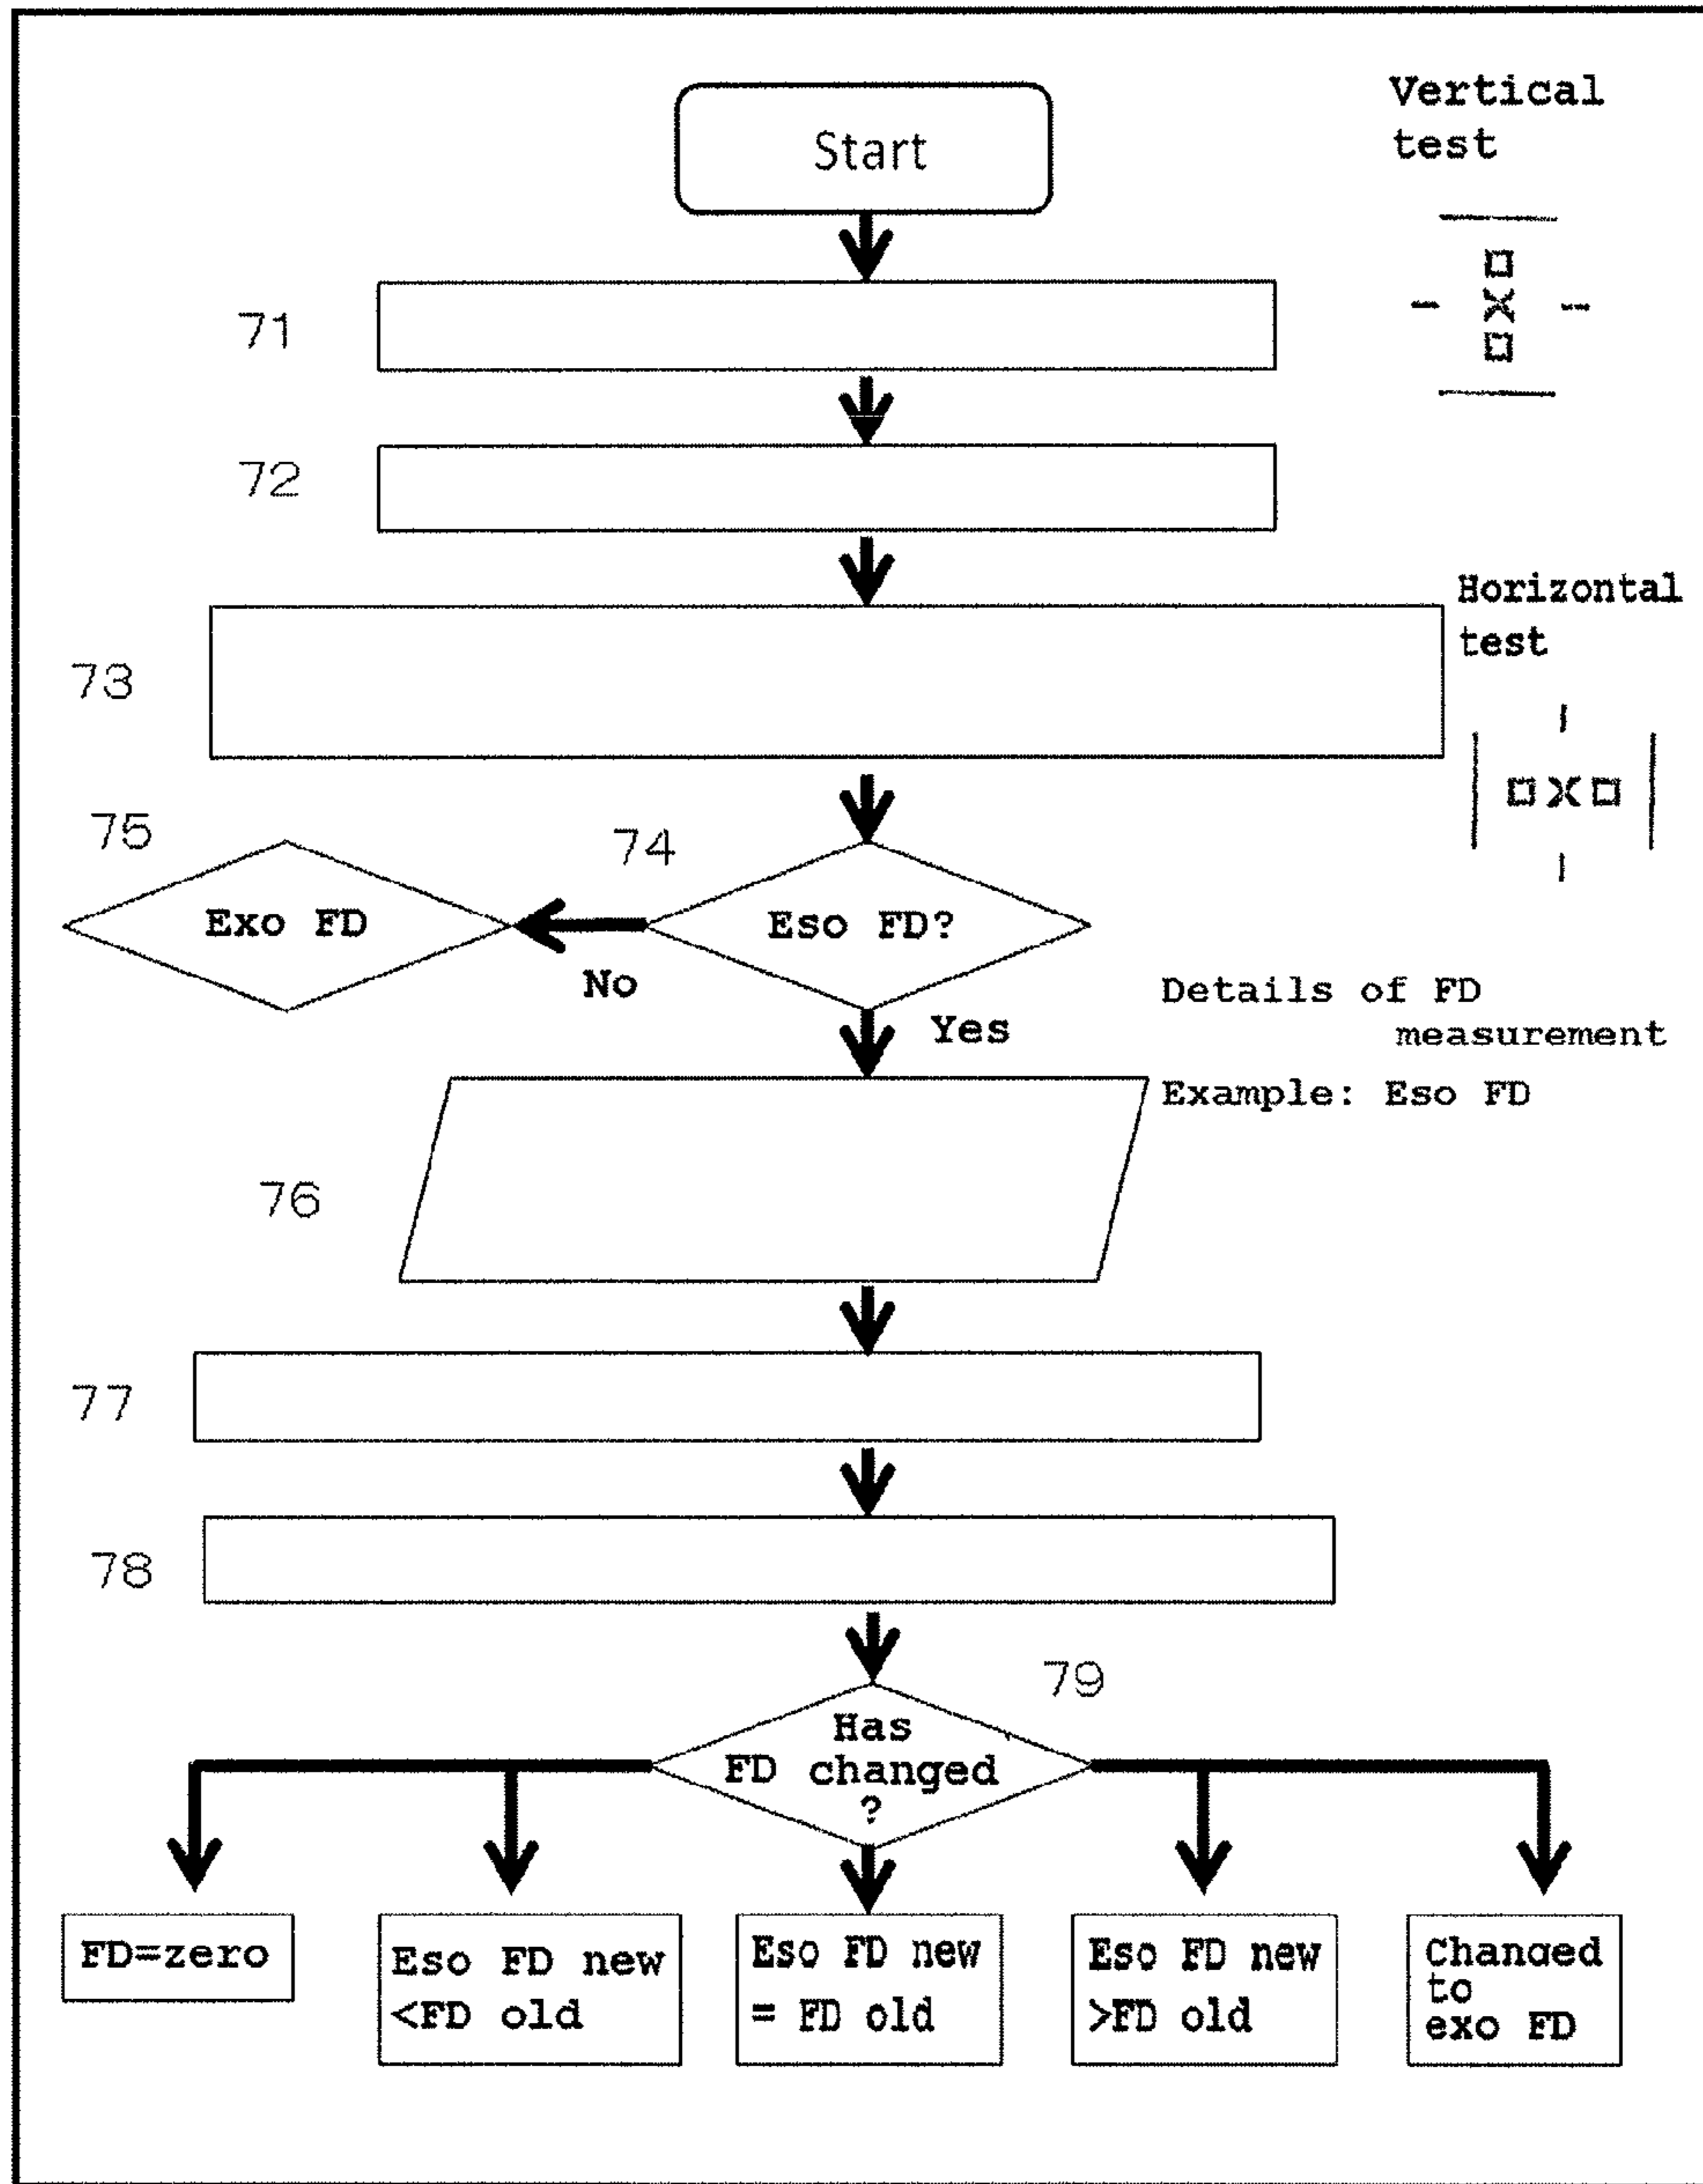 Start
Vertical
test
71
72
Horizontal
test
73
75
74
Exo FD
Eso FD?
No
Yes
Details of FD
measurement
Example: Eso FD
76
77
78
79
Has
FD changed
?
FD=zero
Eso FD new
<FD old
Eso FD new
= FD old
Eso FD new
>FD old
Changed
to
exo FD